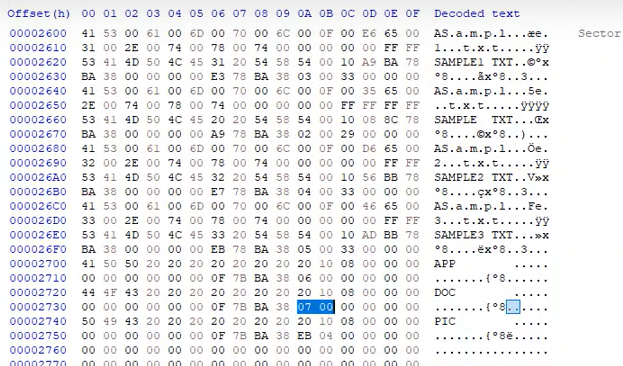 Offset(h) 00 01 02 03 04 05 06 07 08 09 0A 0B 0C 0D 0E 0F Decoded text
00002600 41 53 00 61 00 6D 00 70 00 6C 00 0F 00 E6 65 00 AS.a.m.p.l...æe. Sector
00002610 31 00 2E 00 74 00 78 00 74 00 00 00 00 00 FF FF 1...t.x.t.....ÿÿ
00002620 53 41 4D 50 4C 45 31 20 54 58 54 00 10 A9 BA 78 SAMPLE1 TXT..©ºx
00002630 BA 38 00 00 00 00 E3 78 BA 38 03 00 33 00 00 00 º8....ãxº8..3...
00002640 41 53 00 61 00 6D 00 70 00 6C 00 0F 00 35 65 00 AS.a.m.p.l...5e.
00002650 2E 00 74 00 78 00 74 00 00 00 00 00 FF FF FF FF ..t.x.t.....ÿÿÿÿ
00002660 53 41 4D 50 4C 45 20 20 54 58 54 00 10 08 8C 78 SAMPLE  TXT...Œx
00002670 BA 38 00 00 00 00 A9 78 BA 38 02 00 29 00 00 00 º8....©xº8..)...
00002680 41 53 00 61 00 6D 00 70 00 6C 00 0F 00 D6 65 00 AS.a.m.p.l...Öe.
00002690 32 00 2E 00 74 00 78 00 74 00 00 00 00 00 FF FF 2...t.x.t.....ÿÿ
000026A0 53 41 4D 50 4C 45 32 20 54 58 54 00 10 56 BB 78 SAMPLE2 TXT..V»x
000026B0 BA 38 00 00 00 00 E7 78 BA 38 04 00 33 00 00 00 º8....çxº8..3...
000026C0 41 53 00 61 00 6D 00 70 00 6C 00 0F 00 46 65 00 AS.a.m.p.l...Fe.
000026D0 33 00 2E 00 74 00 78 00 74 00 00 00 00 00 FF FF 3...t.x.t.....ÿÿ
000026E0 53 41 4D 50 4C 45 33 20 54 58 54 00 10 AD BB 78 SAMPLE3 TXT...»x
000026F0 BA 38 00 00 00 00 EB 78 BA 38 05 00 33 00 00 00 º8....ëxº8..3...
00002700 41 50 50 20 20 20 20 20 20 20 20 10 08 00 00 00 APP        .....
00002710 00 00 00 00 00 00 0F 7B BA 38 06 00 00 00 00 00 .......{º8......
00002720 44 4F 43 20 20 20 20 20 20 20 20 10 08 00 00 00 DOC        .....
00002730 00 00 00 00 00 00 0F 7B BA 38 07 00 00 00 00 00 .......{º8......
00002740 50 49 43 20 20 20 20 20 20 20 20 10 08 00 00 00 PIC        .....
00002750 00 00 00 00 00 00 0F 7B BA 38 EB 04 00 00 00 00 .......{º8ë.....
00002760 00 00 00 00 00 00 00 00 00 00 00 00 00 00 00 00 ................